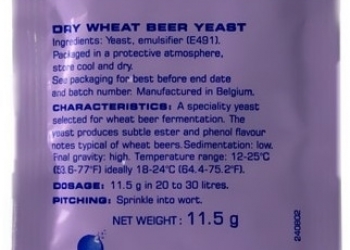 DRY WHEAT BEER YEAST
Ingredients: Yeast, emulsifier (E491).
Packaged in a protective atmosphere,
store cool and dry.
See packaging for best before end date
and batch number. Manufactured in Belgium.
CHARACTERISTICS: A speciality yeast
selected for wheat beer fermentation. The
yeast produces subtle ester and phenol flavour
notes typical of wheat beers.Sedimentation: low.
Final gravity: high. Temperature range: 12-25°C
(53.6-77°F) ideally 18-24°C (64.4-75.2°F).
DOSAGE: 11.5 g in 20 to 30 litres.
PITCHING: Sprinkle into wort.
NET WEIGHT: 11.5 g
240802